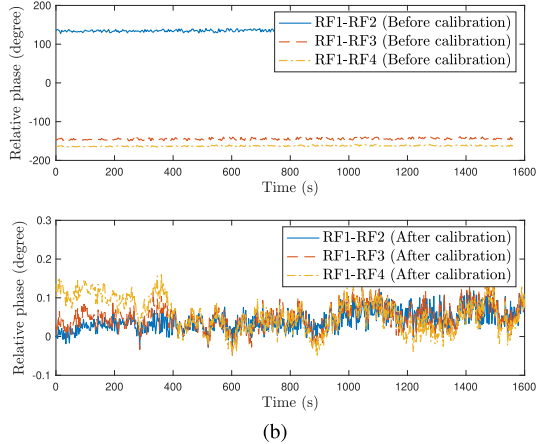 200
100
0
-100
-200
Relative phase (degree)
RF1-RF2 (Before calibration)
RF1-RF3 (Before calibration)
RF1-RF4 (Before calibration)
0 200 400 600 800 1000 1200 1400 1600
Time (s)
0.3
0.2
0.1
0
-0.1
Relative phase (degree)
RF1-RF2 (After calibration)
RF1-RF3 (After calibration)
RF1-RF4 (After calibration)
0 200 400 600 800 1000 1200 1400 1600
Time (s)
(b)